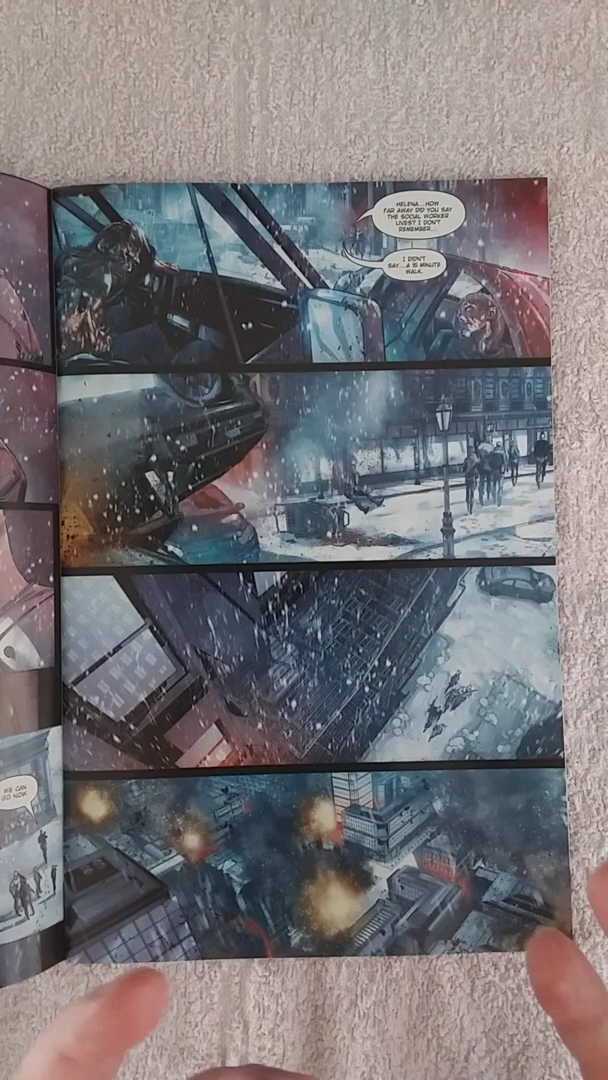 HELENA...HOW
FAR AWAY DID YOU SAY
THE SOCIAL WORKER
LIVES? I DON'T
REMEMBER...
I DIDN'T
SAY...A 15 MINUTE
WALK.
WE CAN
GO NOW